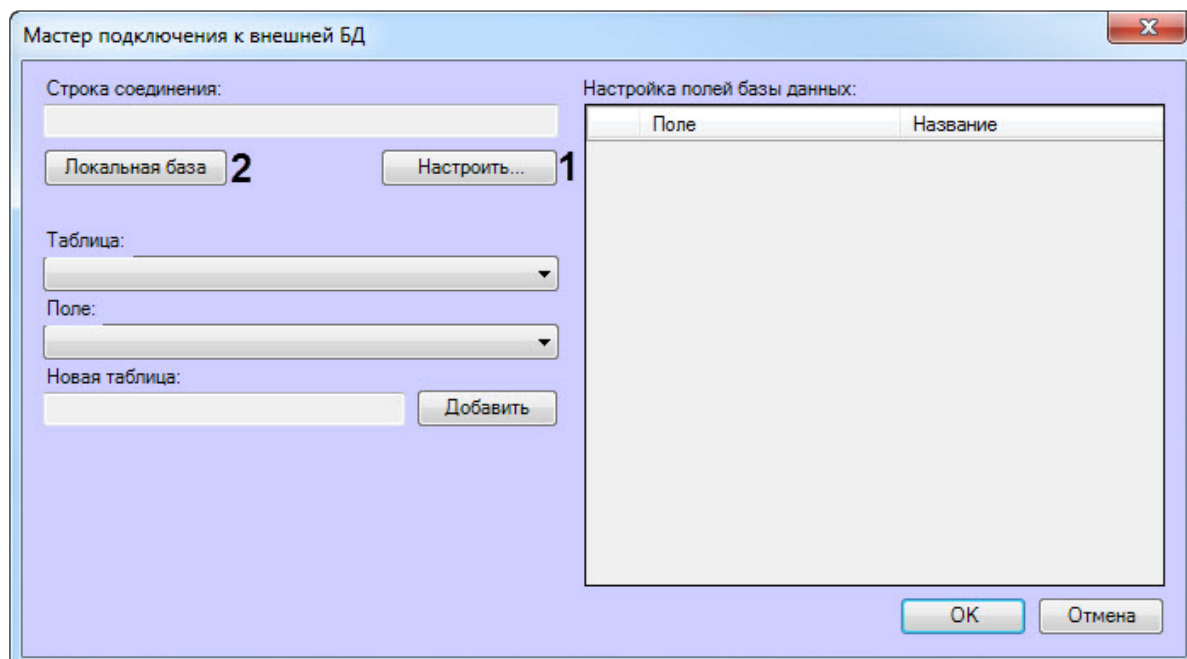 Мастер подключения к внешней БД
Строка соединения:
Локальная база 2 Настроить... 1
Таблица:
Поле:
Новая таблица:
Добавить
Настройка полей базы данных:
Поле Название
OK Отмена